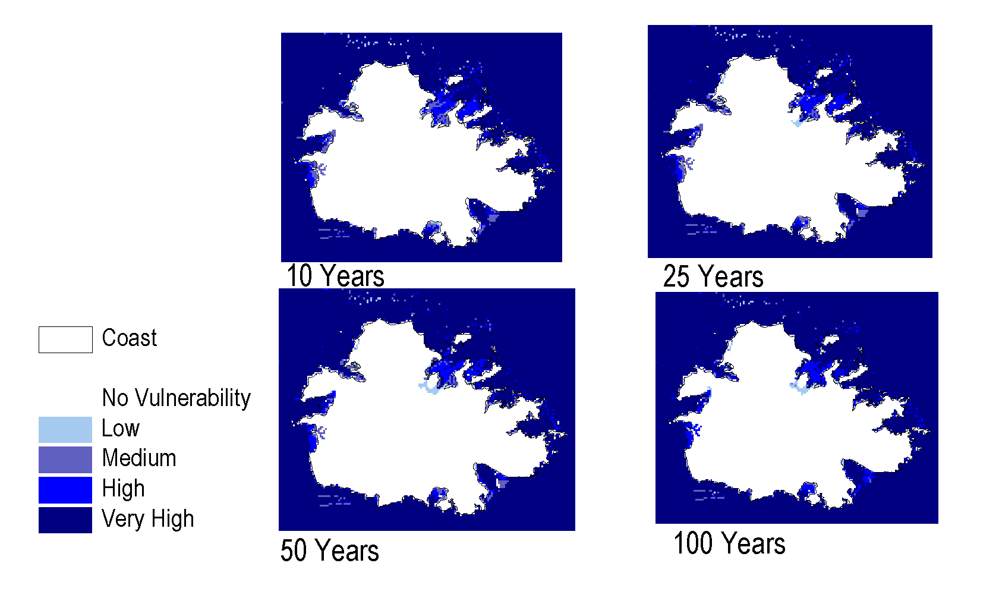 10 Years
25 Years
Coast
No Vulnerability
Low
Medium
High
Very High
50 Years
100 Years